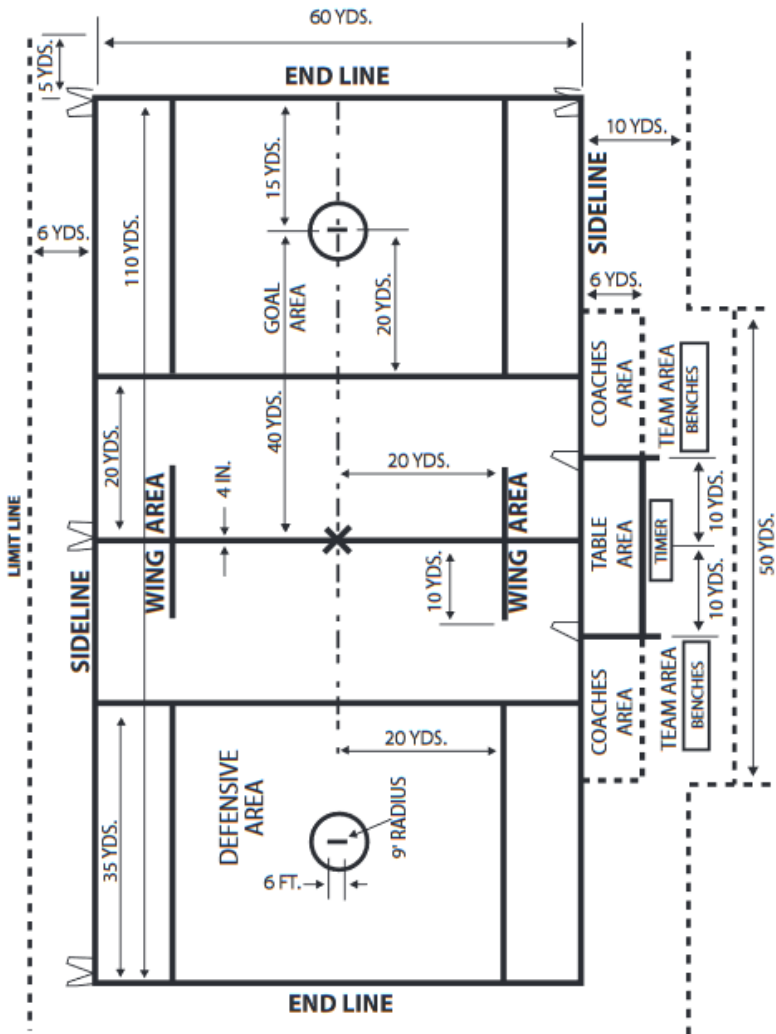 60 YDS.
5 YDS.
END LINE
10 YDS.
15 YDS.
SIDELINE
6 YDS.
110 YDS.
6 YDS.
GOAL
AREA
20 YDS.
COACHES
AREA
TEAM AREA
BENCHES
20 YDS.
40 YDS.
20 YDS.
4 IN.
WING AREA
WING AREA
10 YDS.
LIMIT LINE
TABLE
AREA
TIMER
10 YDS.
10 YDS.
50 YDS.
SIDELINE
COACHES
AREA
TEAM AREA
BENCHES
20 YDS.
DEFENSIVE
AREA
35 YDS.
9' RADIUS
6 FT.
END LINE